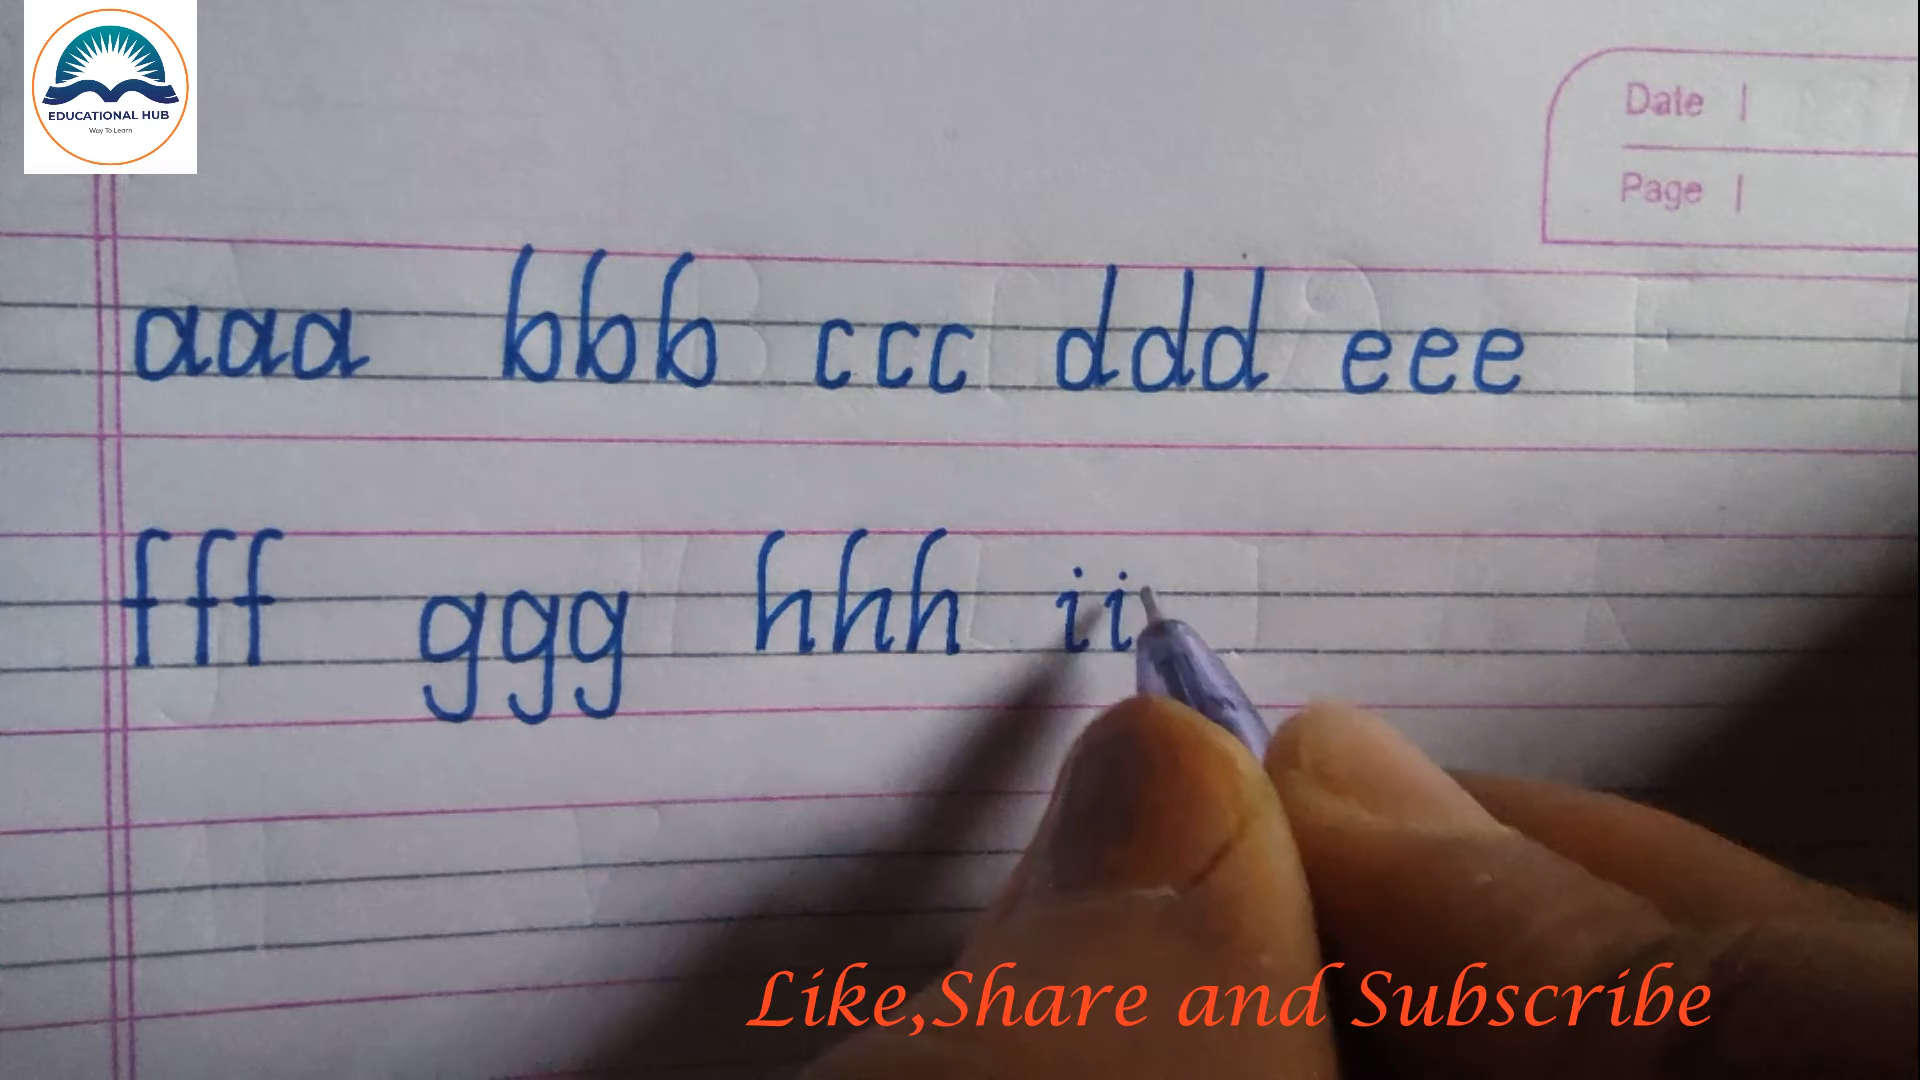 EDUCATIONAL HUB
Way To Learn
Date
Page
aaa bbb ccc ddd eee
fff ggg hhh ii
Like,Share and Subscribe